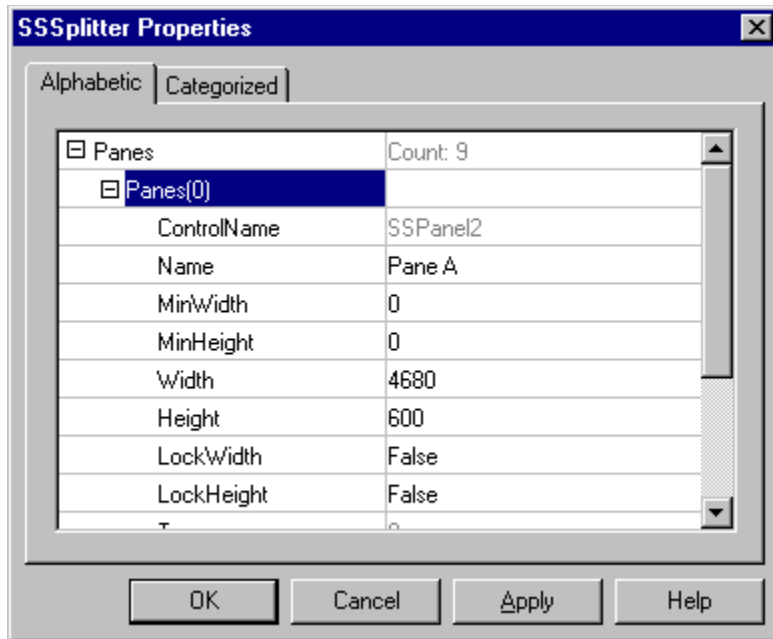 SSSplitter Properties
Alphabetic Categorized
Panes Count: 9
Panes(0)
ControlName SSPanel2
Name Pane A
MinWidth 0
MinHeight 0
Width 4680
Height 600
LockWidth False
LockHeight False
OK Cancel Apply Help